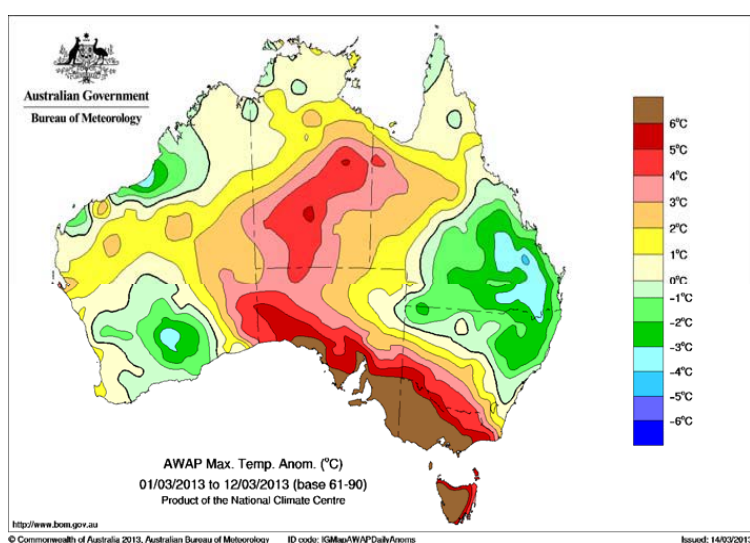 Australian Government
Bureau of Meteorology
6°C
5°C
4°C
3°C
2°C
1°C
0°C
-1°C
-2°C
-3°C
-4°C
-5°C
-6°C
AWAP Max. Temp. Anom. (°C)
01/03/2013 to 12/03/2013 (base 61-90)
Product of the National Climate Centre
http://www.bom.gov.au
© Commonwealth of Australia 2013, Australian Bureau of Meteorology ID code: IGMapAWAPDailyAnoms Issued: 14/03/2013